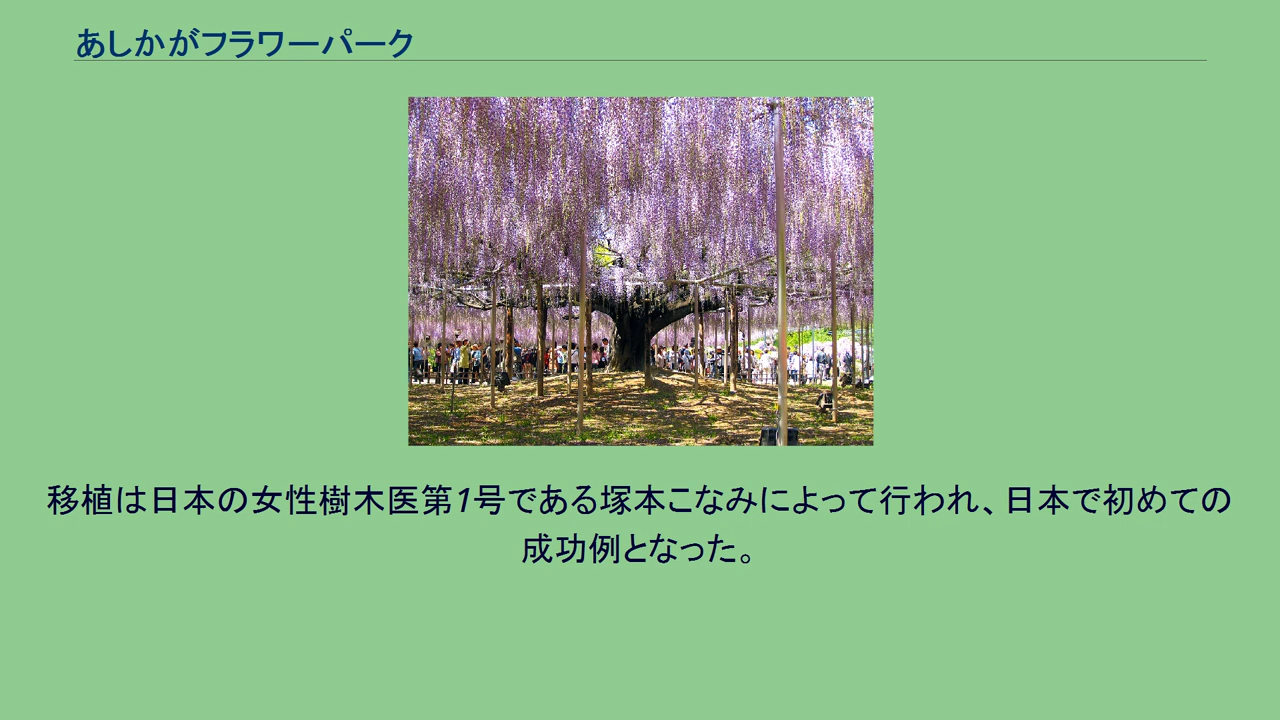 あしかがフラワーパーク
移植は日本の女性樹木医第1号である塚本こなみによって行われ、日本で初めての
成功例となった。